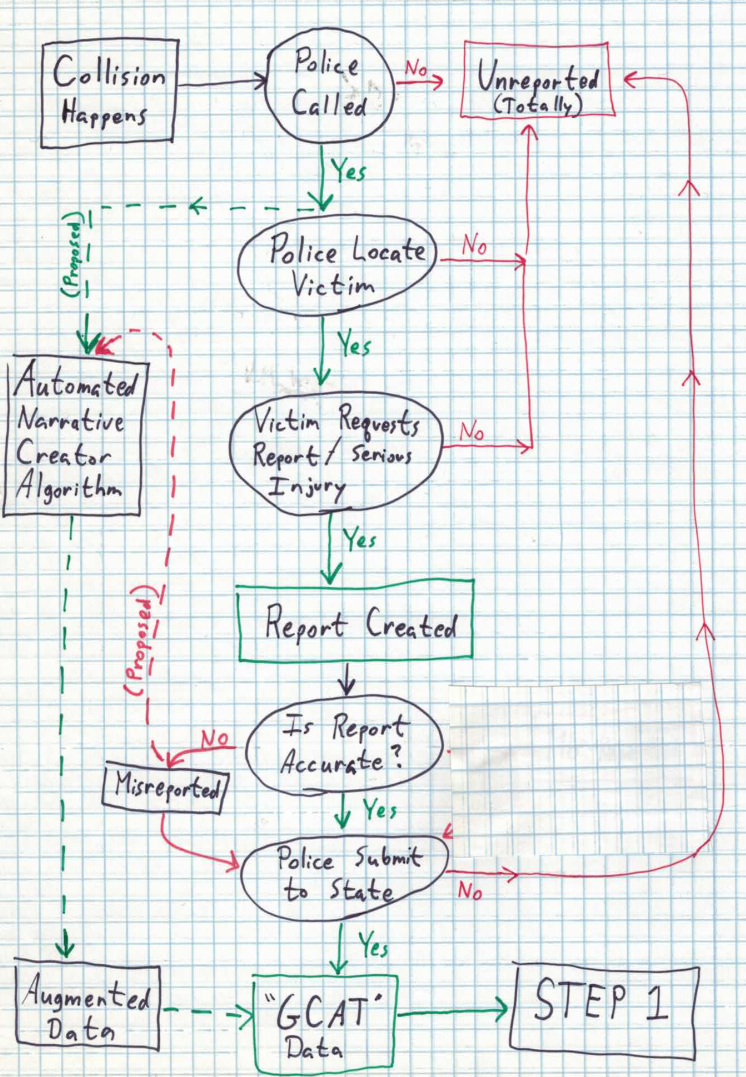 Collision
Happens
Police
Called
No
Unreported
(Totally)
Yes
(Proposed)
Police Locate
Victim
No
Yes
Automated
Narrative
Creator
Algorithm
Victim Requests
Report / Serious
Injury
No
Yes
Report Created
(Proposed)
Is Report
Accurate?
No
Misreported
Yes
Police Submit
to State
No
Yes
Augmented
Data
"GCAT"
Data
STEP 1